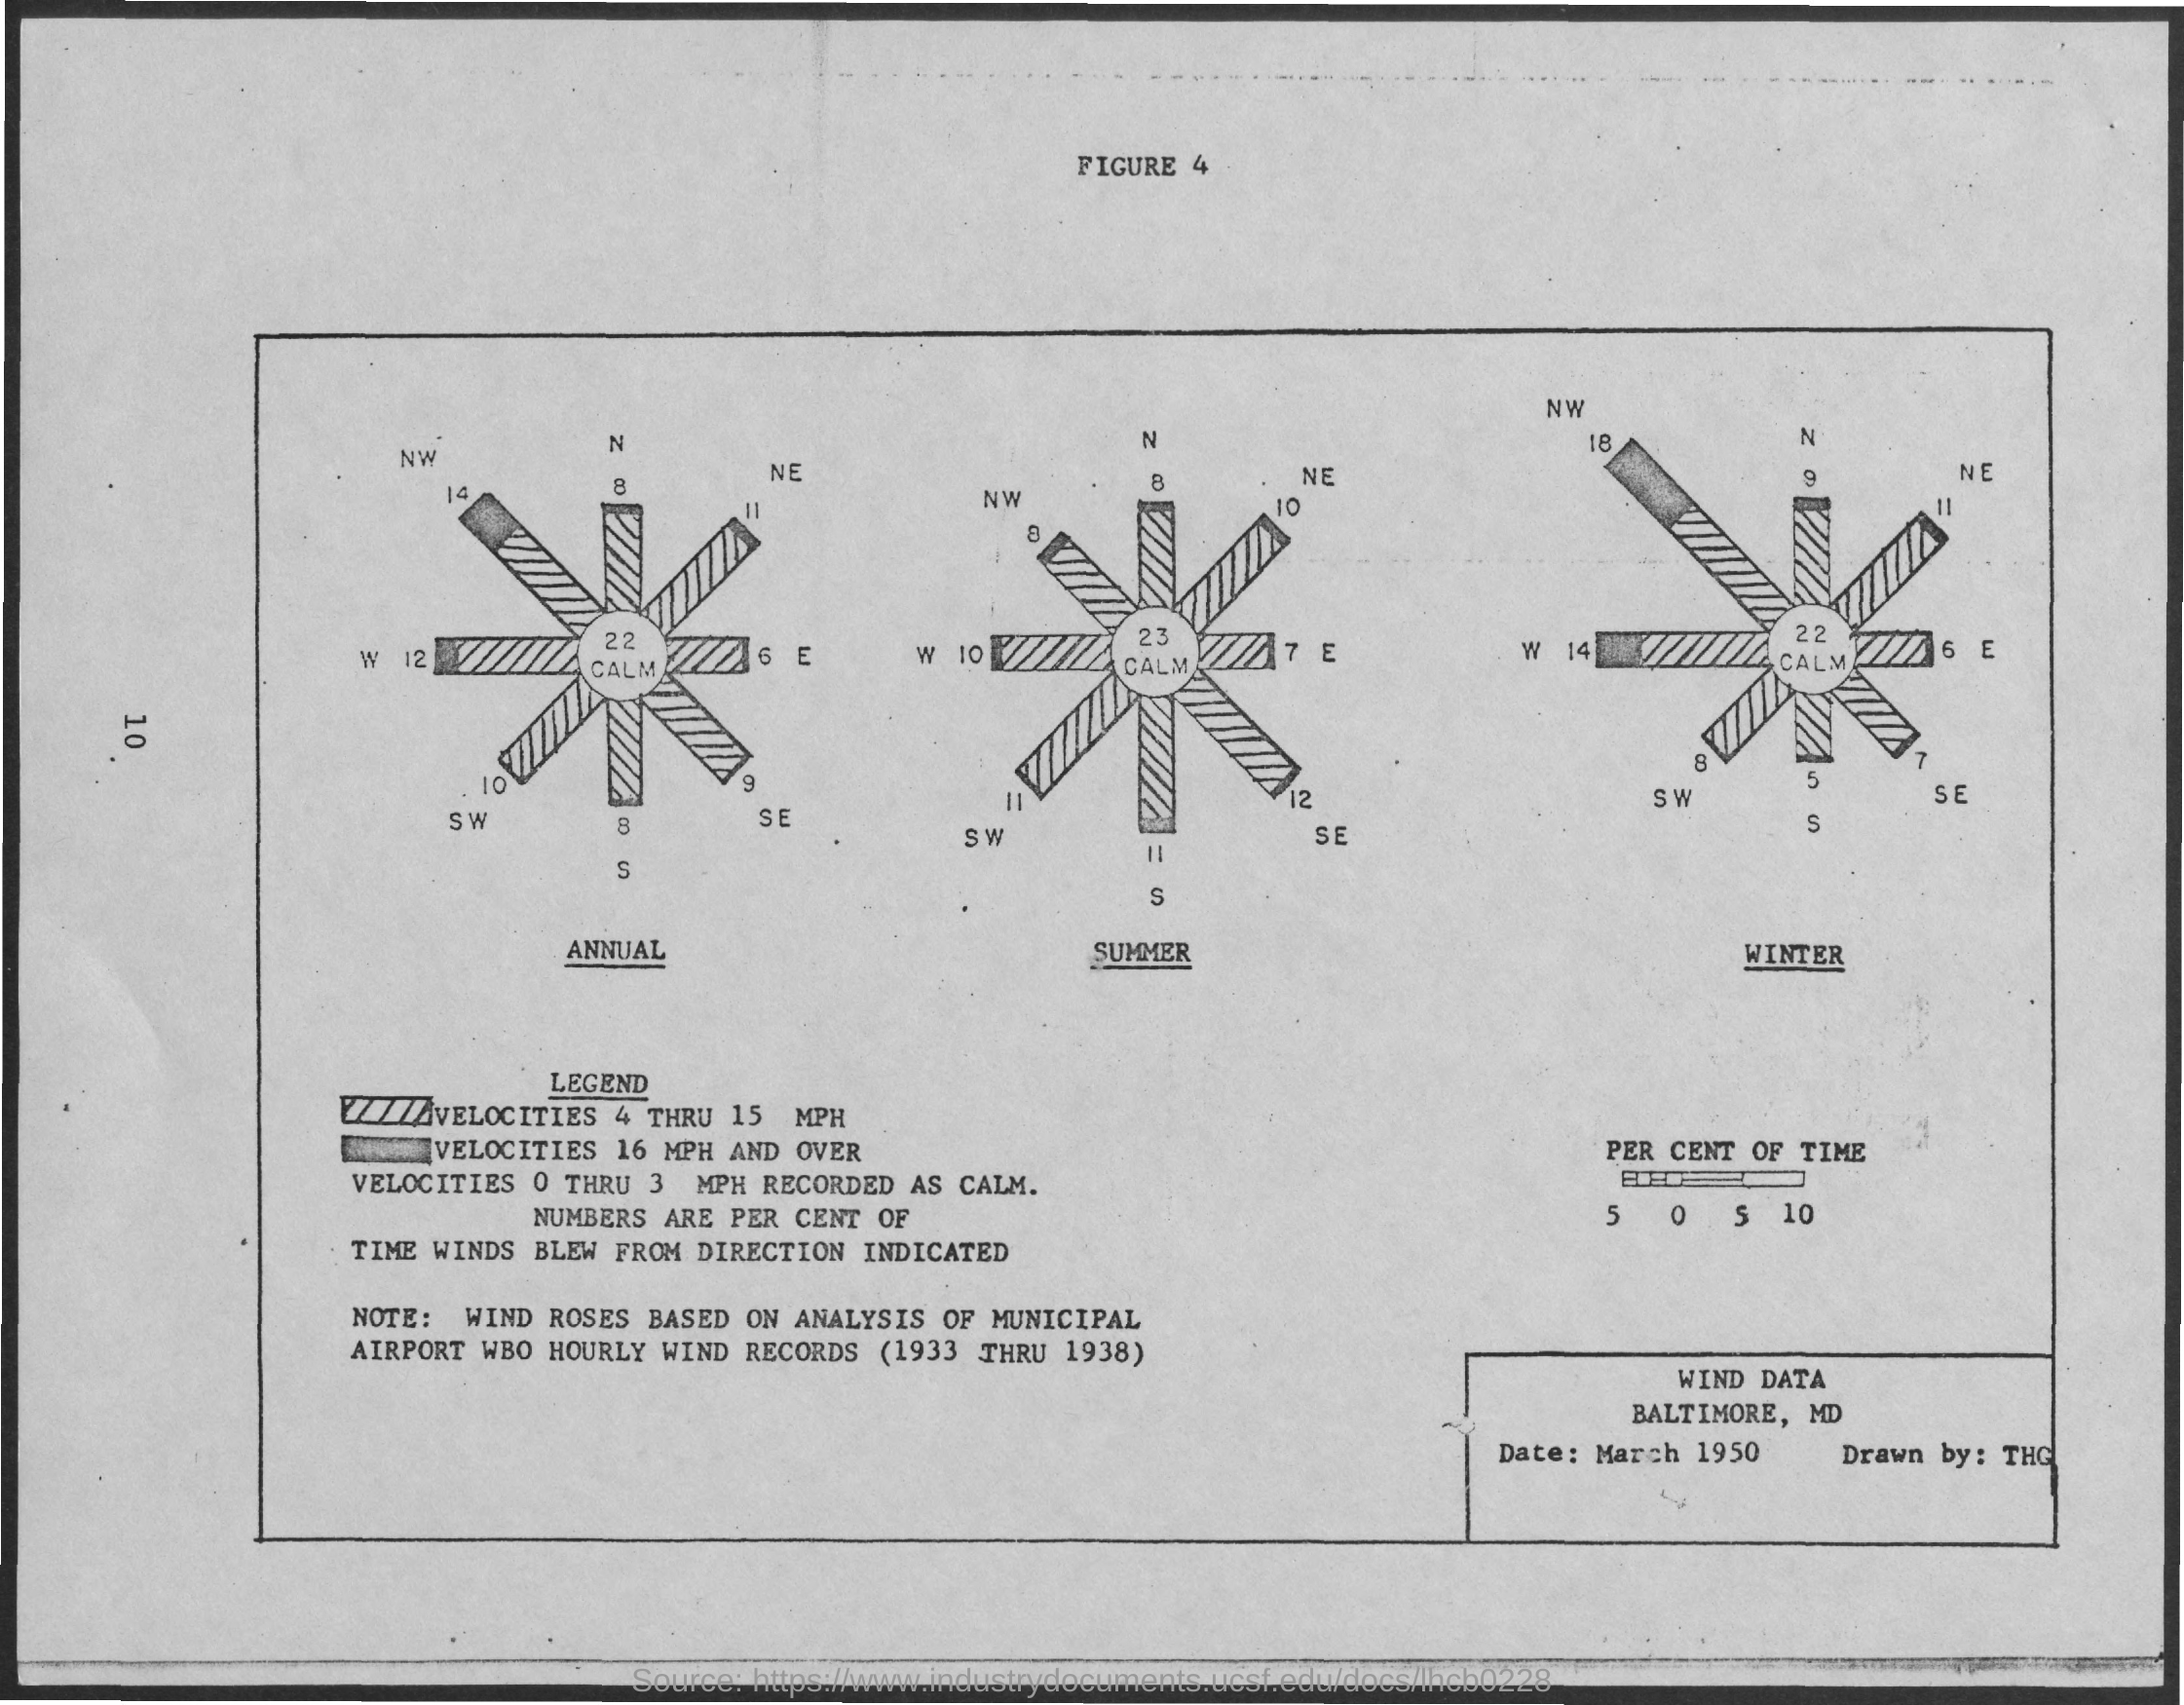 FIGURE 4
NW
14
N
8
NE
11
W 12
22
CALM
6 E
10
SW
8
S
9
SE
ANNUAL
NW
8
N
8
NE
10
W 10
23
CALM
7 E
11
SW
11
S
12
SE
SUMMER
NW
18
N
9
NE
11
W 14
22
CALM
6 E
8
SW
5
S
7
SE
WINTER
10
LEGEND
VELOCITIES 4 THRU 15 MPH
VELOCITIES 16 MPH AND OVER
VELOCITIES 0 THRU 3 MPH RECORDED AS CALM.
NUMBERS ARE PER CENT OF
TIME WINDS BLEW FROM DIRECTION INDICATED
NOTE: WIND ROSES BASED ON ANALYSIS OF MUNICIPAL
AIRPORT WBO HOURLY WIND RECORDS (1933 THRU 1938)
PER CENT OF TIME
5 0 5 10
WIND DATA
BALTIMORE, MD
Date: March 1950 Drawn by: THG
Source: https://www.industrydocuments.ucsf.edu/docs/lhcb0228